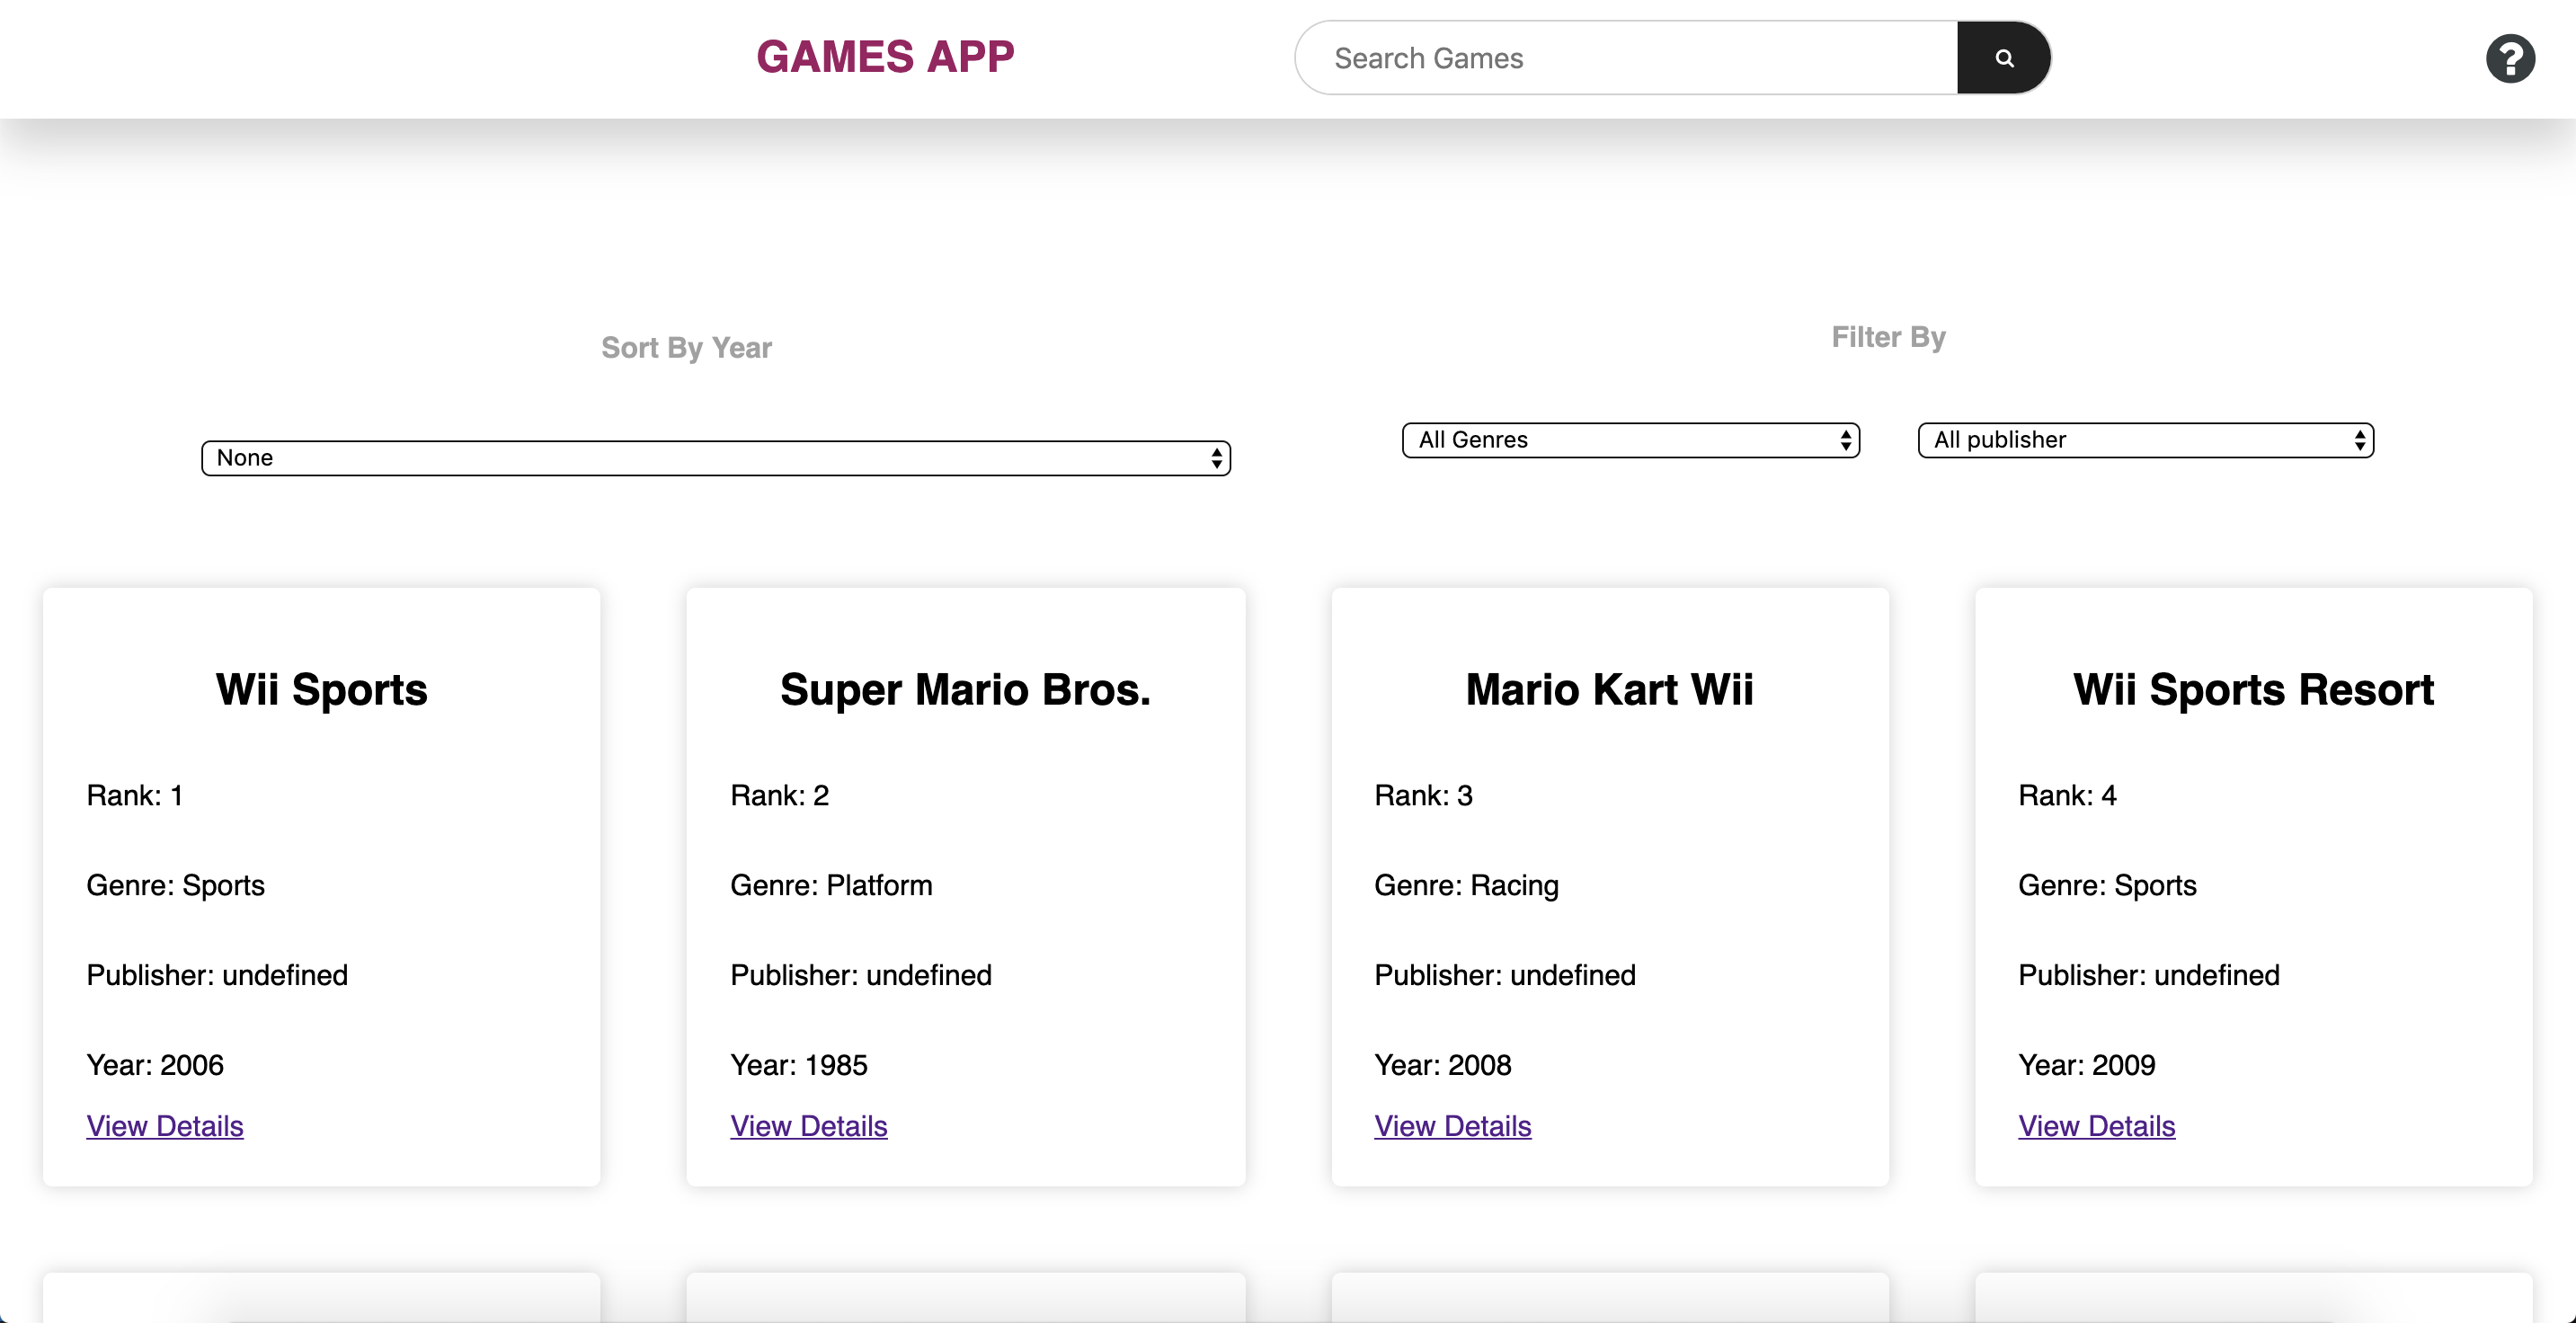 GAMES APP
Search Games
Sort By Year
Filter By
None
All Genres
All publisher
Wii Sports
Rank: 1
Genre: Sports
Publisher: undefined
Year: 2006
View Details
Super Mario Bros.
Rank: 2
Genre: Platform
Publisher: undefined
Year: 1985
View Details
Mario Kart Wii
Rank: 3
Genre: Racing
Publisher: undefined
Year: 2008
View Details
Wii Sports Resort
Rank: 4
Genre: Sports
Publisher: undefined
Year: 2009
View Details